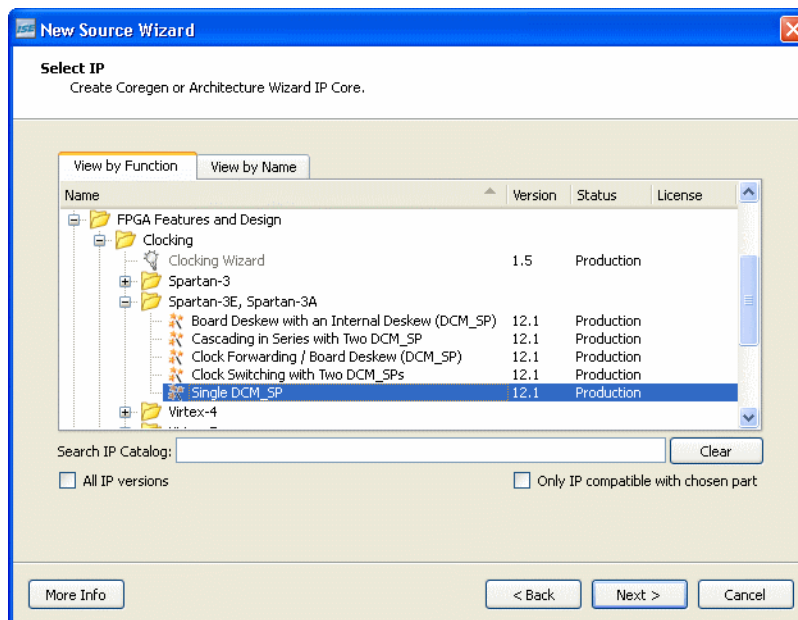 ISE New Source Wizard
Select IP
Create Coregen or Architecture Wizard IP Core.
View by Function View by Name
Name Version Status License
FPGA Features and Design
Clocking
Clocking Wizard 1.5 Production
Spartan-3
Spartan-3E, Spartan-3A
Board Deskew with an Internal Deskew (DCM_SP) 12.1 Production
Cascading in Series with Two DCM_SP 12.1 Production
Clock Forwarding / Board Deskew (DCM_SP) 12.1 Production
Clock Switching with Two DCM_SPs 12.1 Production
Single DCM_SP 12.1 Production
Virtex-4
Search IP Catalog: Clear
All IP versions Only IP compatible with chosen part
More Info < Back Next > Cancel